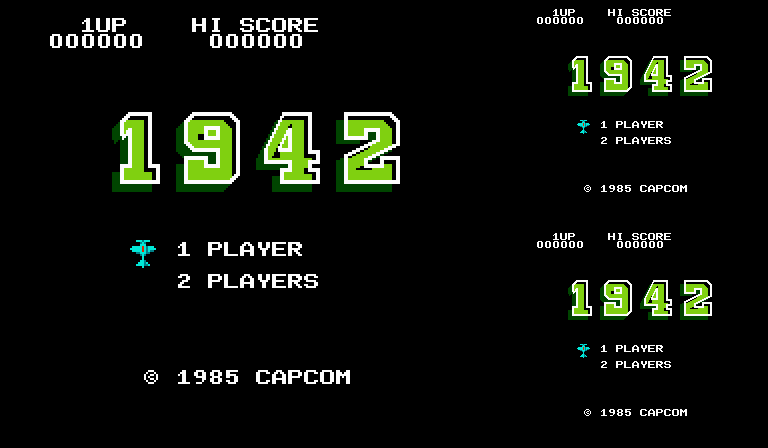 1UP HI SCORE
000000 000000
1942
1 PLAYER
2 PLAYERS
© 1985 CAPCOM
1UP HI SCORE
000000 000000
1942
1 PLAYER
2 PLAYERS
© 1985 CAPCOM
1UP HI SCORE
000000 000000
1942
1 PLAYER
2 PLAYERS
© 1985 CAPCOM